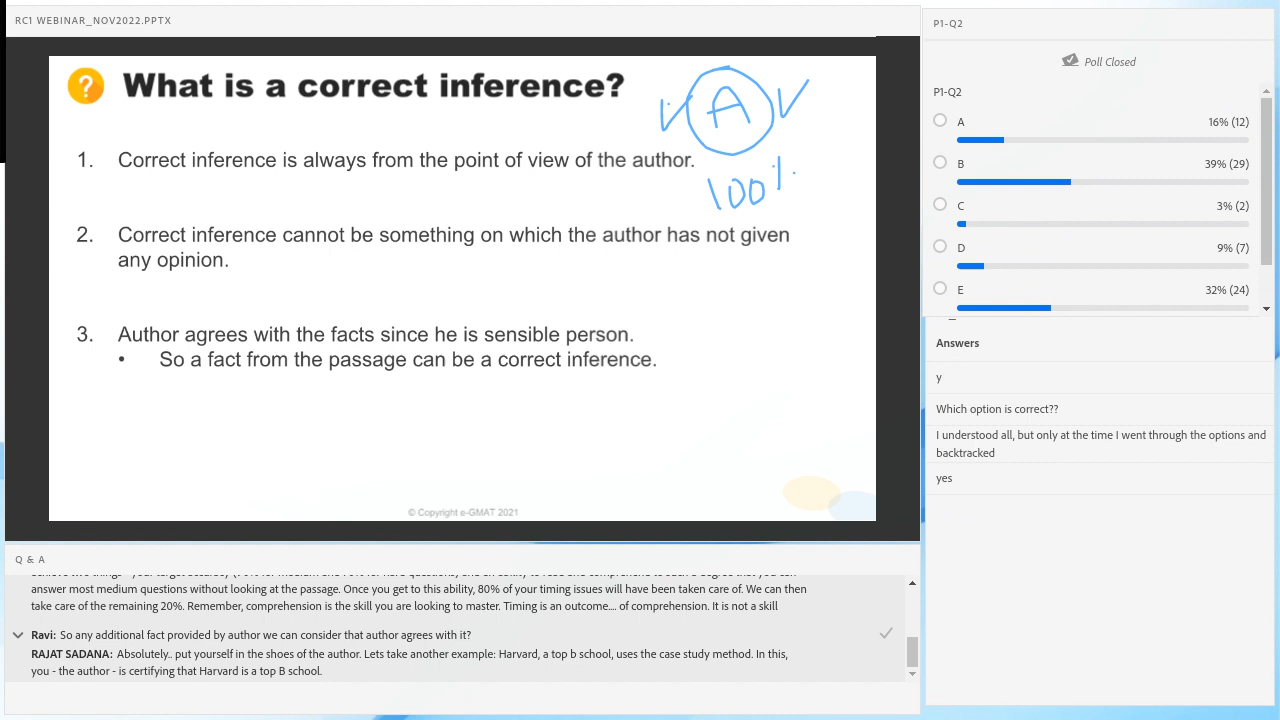 RC1 WEBINAR_NOV2022.PPTX
? What is a correct inference?
A
100%
1. Correct inference is always from the point of view of the author.
2. Correct inference cannot be something on which the author has not given
any opinion.
3. Author agrees with the facts since he is sensible person.
• So a fact from the passage can be a correct inference.
© Copyright e-GMAT 2021
Q & A
answer most medium questions without looking at the passage. Once you get to this ability, 80% of your timing issues will have been taken care of. We can then
take care of the remaining 20%. Remember, comprehension is the skill you are looking to master. Timing is an outcome.... of comprehension. It is not a skill
Ravi: So any additional fact provided by author we can consider that author agrees with it?
RAJAT SADANA: Absolutely.. put yourself in the shoes of the author. Lets take another example: Harvard, a top b school, uses the case study method. In this,
you - the author - is certifying that Harvard is a top B school.
P1-Q2
Poll Closed
P1-Q2
A 16% (12)
B 39% (29)
C 3% (2)
D 9% (7)
E 32% (24)
Answers
y
Which option is correct??
I understood all, but only at the time I went through the options and
backtracked
yes